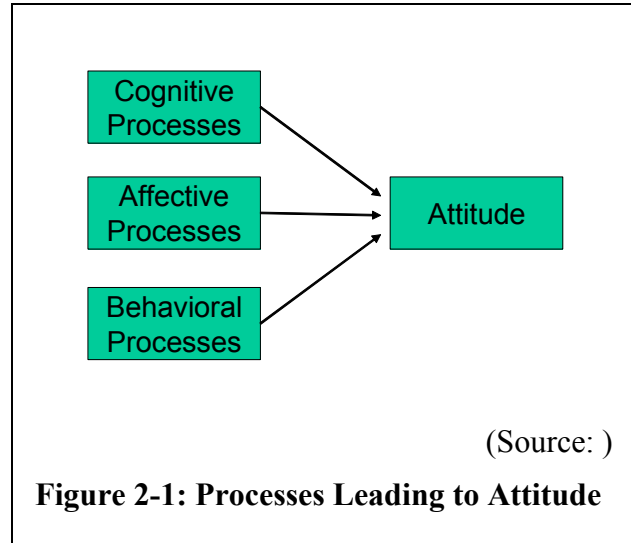 Cognitive
Processes
Affective
Processes
Attitude
Behavioral
Processes
(Source: )
Figure 2-1: Processes Leading to Attitude